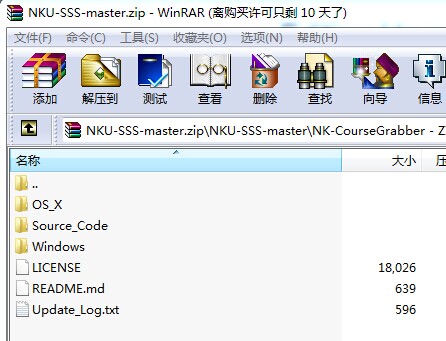 NKU-SSS-master.zip - WinRAR (离购买许可只剩 10 天了)
文件(F) 命令(C) 工具(S) 收藏夹(O) 选项(N) 帮助(H)
添加 解压到 测试 查看 删除 查找 向导 信息
NKU-SSS-master.zip\NKU-SSS-master\NK-CourseGrabber - Z
名称 大小 压
..
OS_X
Source_Code
Windows
LICENSE 18,026
README.md 639
Update_Log.txt 596